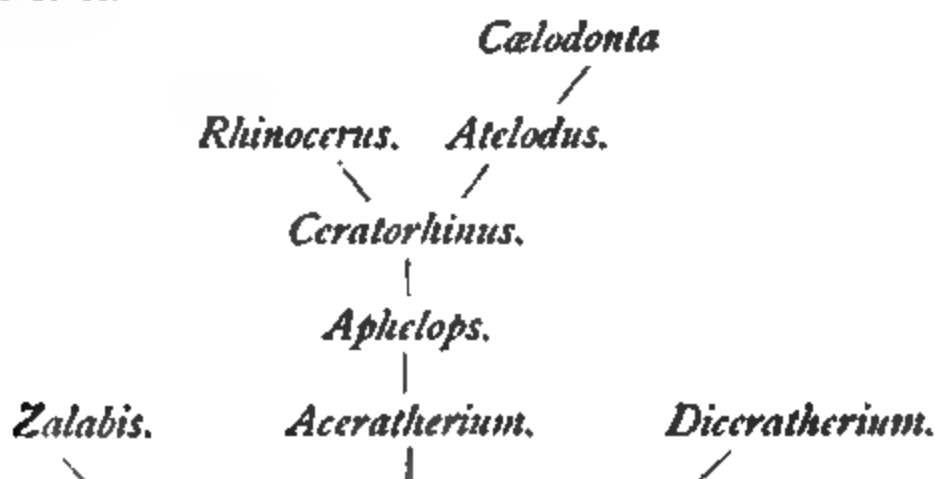 Cælodonta
Rhinocerus. Atelodus.
Ceratorhinus.
Aphelops.
Zalabis. Aceratherium. Diceratherium.